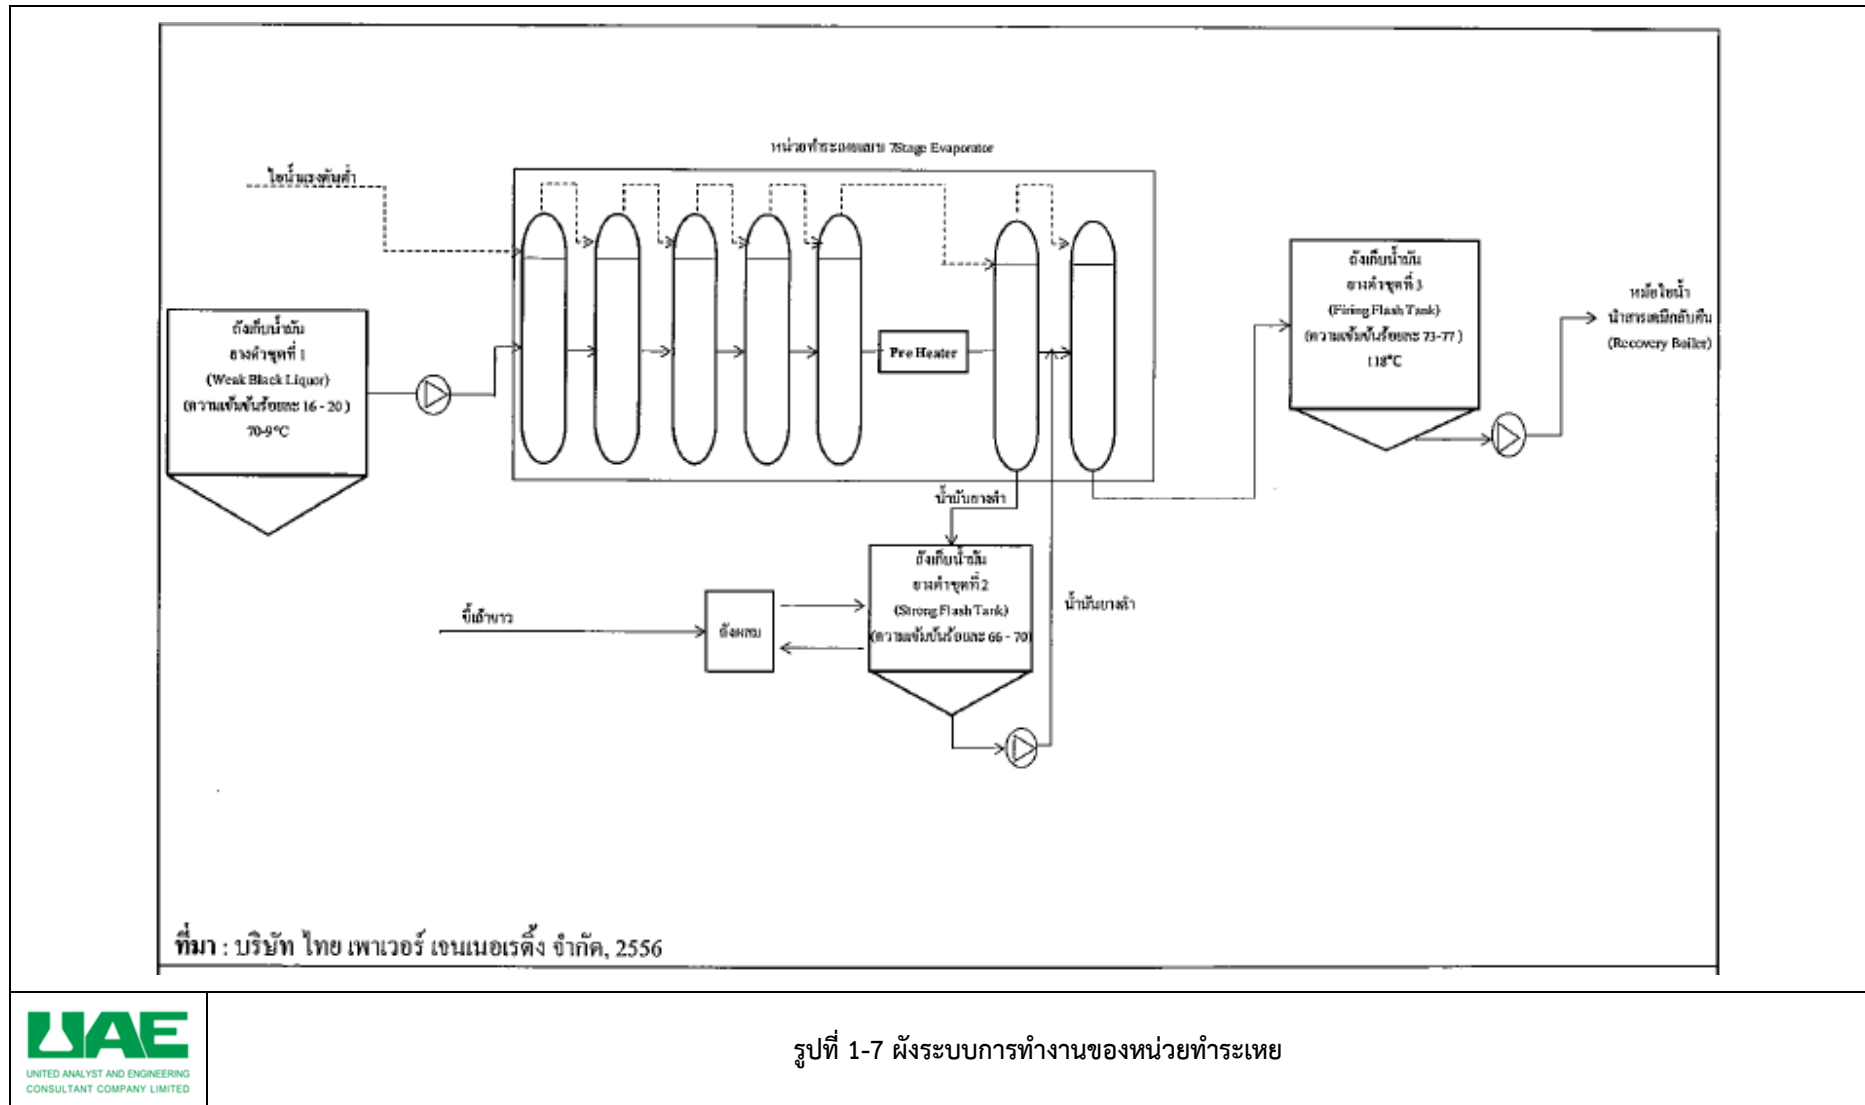 หน่วยทำระเหยแบบ 7Stage Evaporator
ไอน้ำแรงดันต่ำ
ถังเก็บน้ำมัน
ยางดำชุดที่ 1
(Weak Black Liquor)
(ความเข้มข้นร้อยละ 16 - 20 )
70-9°C
Pre Heater
ถังเก็บน้ำมัน
ยางดำชุดที่ 3
(Firing Flash Tank)
(ความเข้มข้นร้อยละ 73-77 )
118°C
หม้อไอน้ำ
นำสารเคมีกลับคืน
(Recovery Boiler)
น้ำมันยางดำ
ถังเก็บน้ำมัน
ยางดำชุดที่ 2
(Strong Flash Tank)
(ความเข้มข้นร้อยละ 66 - 70)
น้ำมันยางดำ
ขี้เถ้าขาว
ถังผสม
ที่มา : บริษัท ไทย เพาเวอร์ เจนเนอเรติ้ง จำกัด, 2556
UAE
UNITED ANALYST AND ENGINEERING
CONSULTANT COMPANY LIMITED
รูปที่ 1-7 ผังระบบการทำงานของหน่วยทำระเหย